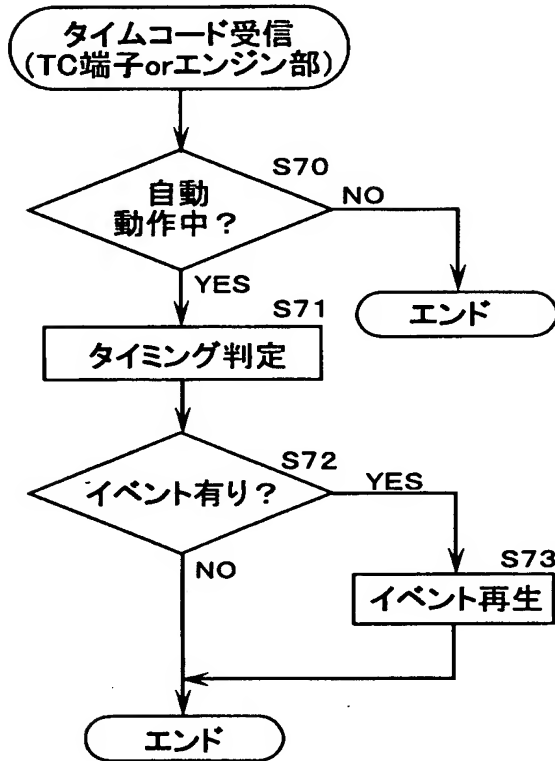 タイムコード受信
(TC端子orエンジン部)
S70
自動
動作中？
NO
YES
エンド
S71
タイミング判定
S72
イベント有り？
YES
NO
S73
イベント再生
エンド